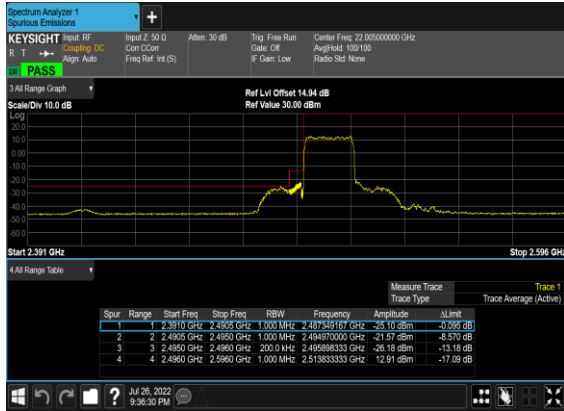 Spectrum Analyzer 1
Spurious Emissions
KEYSIGHT
R T
LXI PASS
Input: RF
Coupling: DC
Align: Auto
Input Z: 50 Ω
Corr CCorr
Freq Ref: Int (S)
Atten: 30 dB
Trig: Free Run
Gate: Off
IF Gain: Low
Center Freq: 22.005000000 GHz
Avg|Hold: 100/100
Radio Std: None
3 All Range Graph
Ref Lvl Offset 14.94 dB
Scale/Div 10.0 dB
Ref Value 30.00 dBm
Log
20.0
10.0
0.00
-10.0
-20.0
-30.0
-40.0
-50.0
-60.0
Start 2.391 GHz
Stop 2.596 GHz
4 All Range Table
Measure Trace Trace 1
Trace Type Trace Average (Active)
Spur Range Start Freq Stop Freq RBW Frequency Amplitude ΔLimit
1 1 2.3910 GHz 2.4905 GHz 1.000 MHz 2.487349167 GHz -25.10 dBm -0.095 dB
2 2 2.4905 GHz 2.4950 GHz 1.000 MHz 2.494970000 GHz -21.57 dBm -8.570 dB
3 3 2.4950 GHz 2.4960 GHz 200.0 kHz 2.495898333 GHz -26.18 dBm -13.18 dB
4 4 2.4960 GHz 2.5960 GHz 1.000 MHz 2.513833333 GHz 12.91 dBm -17.09 dB
?
Jul 26, 2022
9:36:30 PM